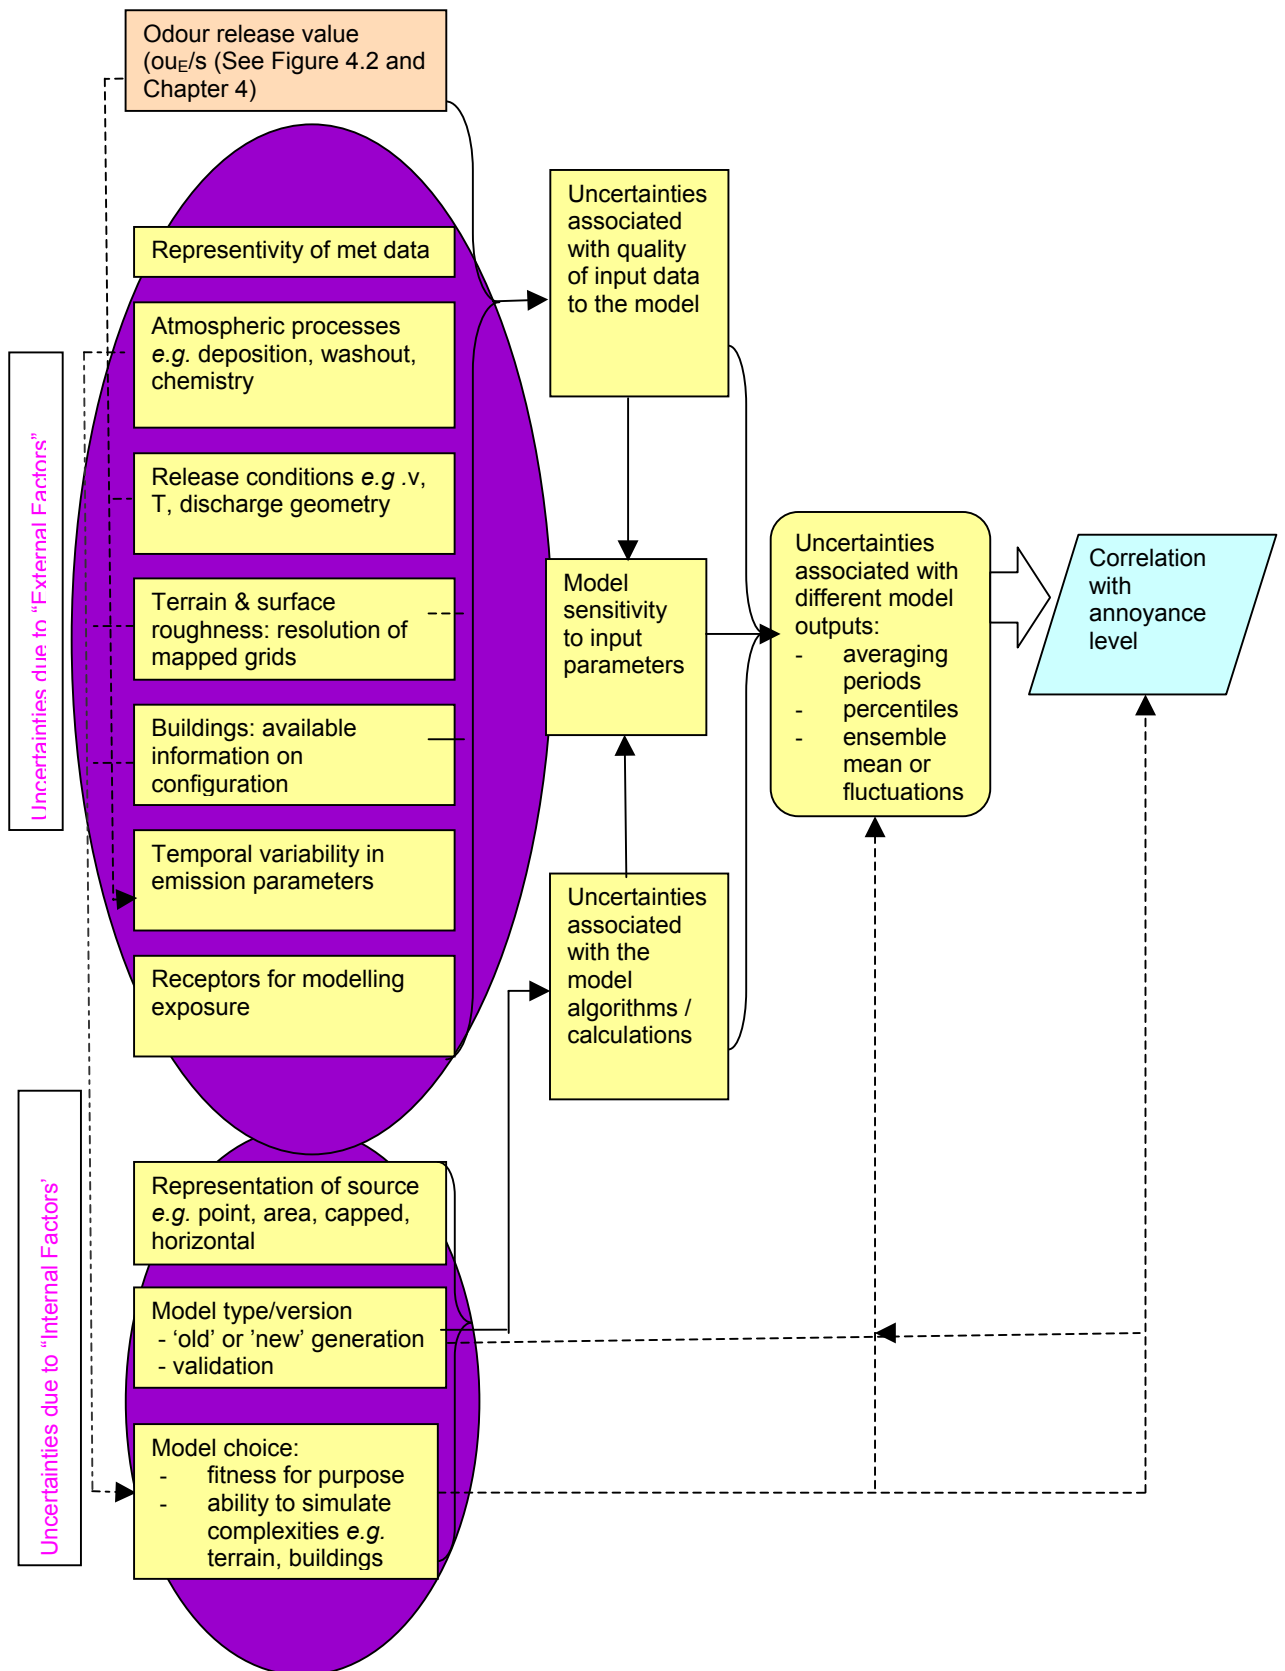 Odour release value
(ouE/s (See Figure 4.2 and
Chapter 4)
Uncertainties
associated
with quality
of input data
to the model
Representivity of met data
Atmospheric processes
e.g. deposition, washout,
chemistry
Uncertainties due to "External Factors"
Release conditions e.g .v,
T, discharge geometry
Terrain & surface
roughness: resolution of
mapped grids
Model
sensitivity
to input
parameters
Uncertainties
associated with
different model
outputs:
- averaging
periods
- percentiles
- ensemble
mean or
fluctuations
Correlation
with
annoyance
level
Buildings: available
information on
configuration
Temporal variability in
emission parameters
Uncertainties
associated
with the
model
algorithms /
calculations
Receptors for modelling
exposure
Uncertainties due to "Internal Factors'
Representation of source
e.g. point, area, capped,
horizontal
Model type/version
- ‘old’ or ’new’ generation
- validation
Model choice:
- fitness for purpose
- ability to simulate
complexities e.g.
terrain, buildings